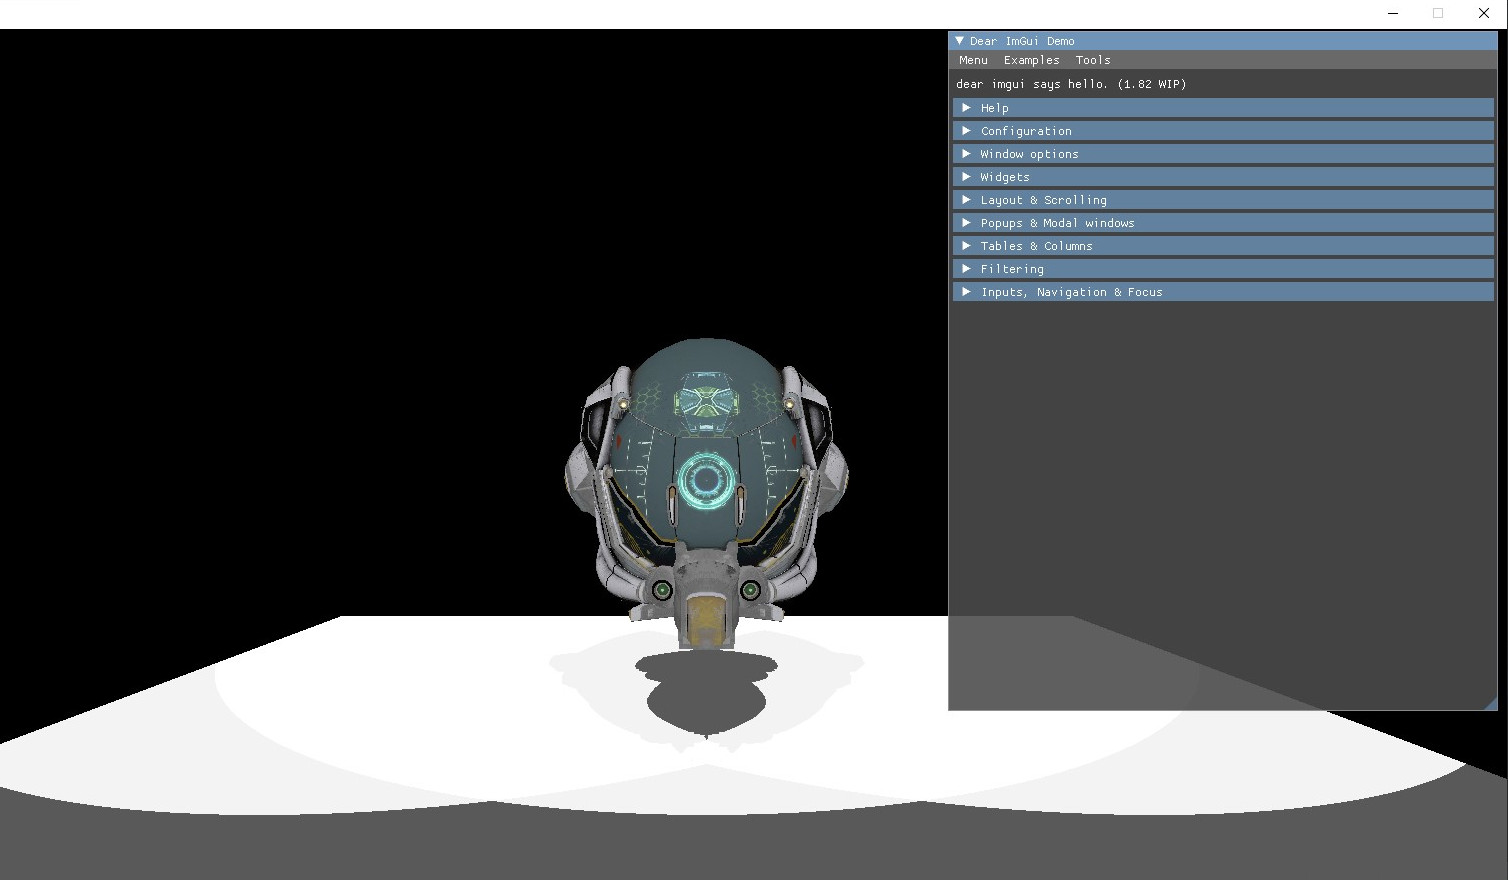 Dear ImGui Demo
Menu Examples Tools
dear imgui says hello. (1.82 WIP)
Help
Configuration
Window options
Widgets
Layout & Scrolling
Popups & Modal windows
Tables & Columns
Filtering
Inputs, Navigation & Focus